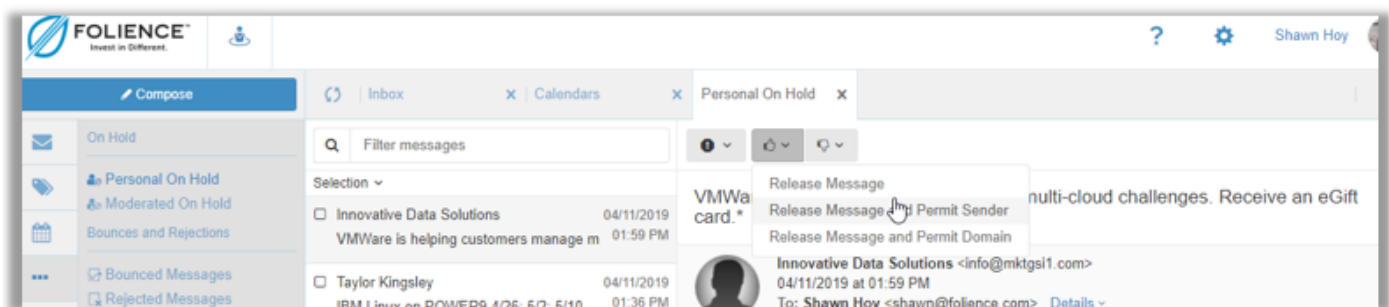 FOLIENCE™
Invest in Different.
? Shawn Hoy
Compose
Inbox x Calendars x Personal On Hold x
On Hold
Filter messages
Personal On Hold
Selection
Release Message
Moderated On Hold
VMWa multi-cloud challenges. Receive an eGift
Innovative Data Solutions 04/11/2019
card.*
Release Message and Permit Sender
Bounces and Rejections
VMWare is helping customers manage m 01:59 PM
Release Message and Permit Domain
Innovative Data Solutions <info@mktgsi1.com>
Bounced Messages
Taylor Kingsley 04/11/2019
04/11/2019 at 01:59 PM
Rejected Messages
IBM Linux on POWER9 4/26; 5/2; 5/10 01:36 PM
To: Shawn Hoy <shawn@folience.com> Details